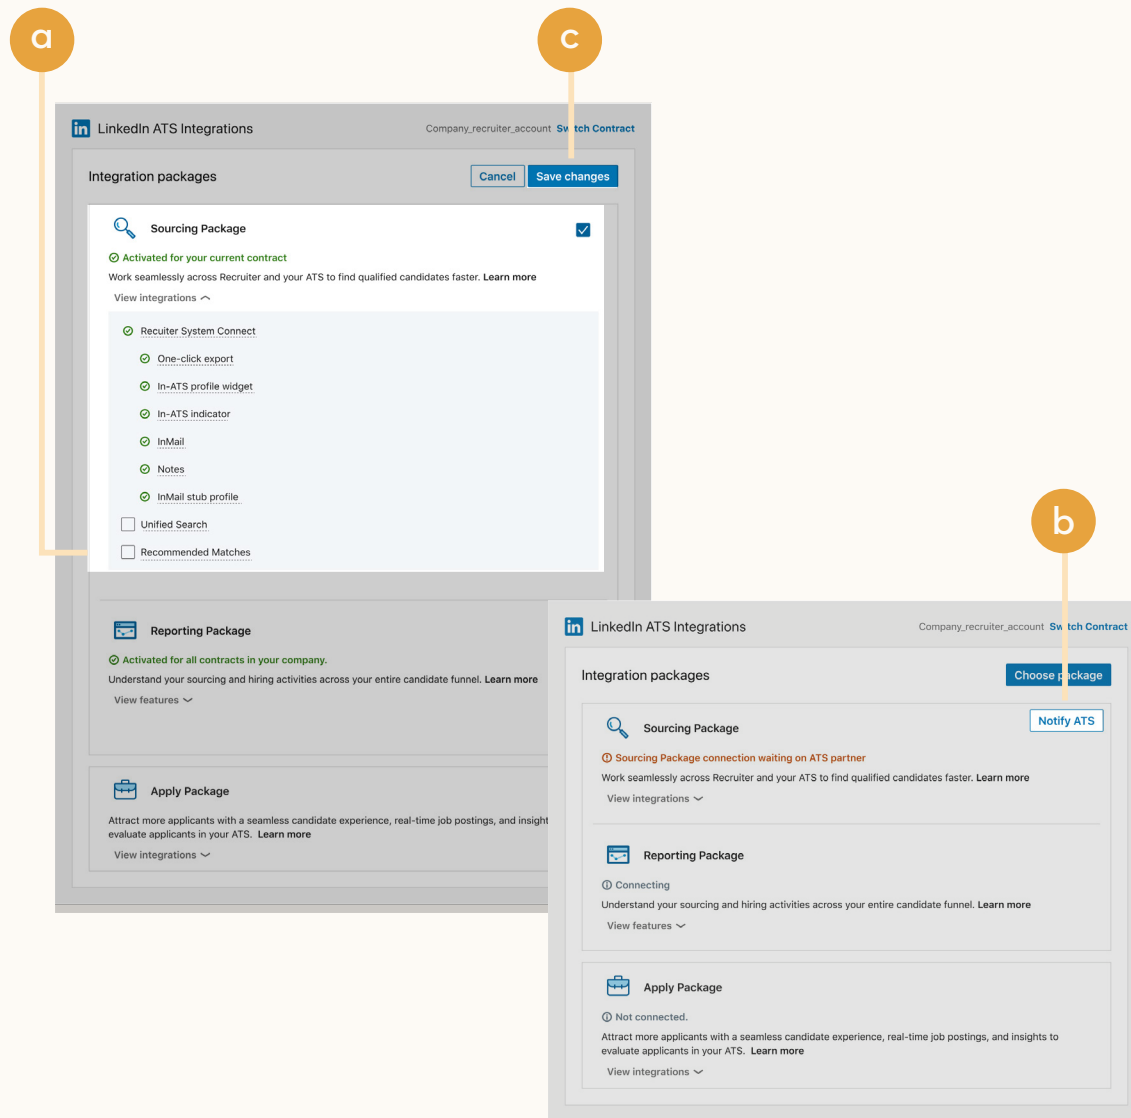 a
c
in LinkedIn ATS Integrations
Company_recruiter_account Switch Contract
Integration packages
Cancel
Save changes
Sourcing Package
Activated for your current contract
Work seamlessly across Recruiter and your ATS to find qualified candidates faster. Learn more
View integrations
Recuiter System Connect
One-click export
In-ATS profile widget
In-ATS indicator
InMail
Notes
InMail stub profile
Unified Search
Recommended Matches
Reporting Package
Activated for all contracts in your company.
Understand your sourcing and hiring activities across your entire candidate funnel. Learn more
View features
Apply Package
Attract more applicants with a seamless candidate experience, real-time job postings, and insight
evaluate applicants in your ATS. Learn more
View integrations
b
in LinkedIn ATS Integrations
Company_recruiter_account Switch Contract
Integration packages
Choose package
Notify ATS
Sourcing Package
Sourcing Package connection waiting on ATS partner
Work seamlessly across Recruiter and your ATS to find qualified candidates faster. Learn more
View integrations
Reporting Package
Connecting
Understand your sourcing and hiring activities across your entire candidate funnel. Learn more
View features
Apply Package
Not connected.
Attract more applicants with a seamless candidate experience, real-time job postings, and insights to
evaluate applicants in your ATS. Learn more
View integrations